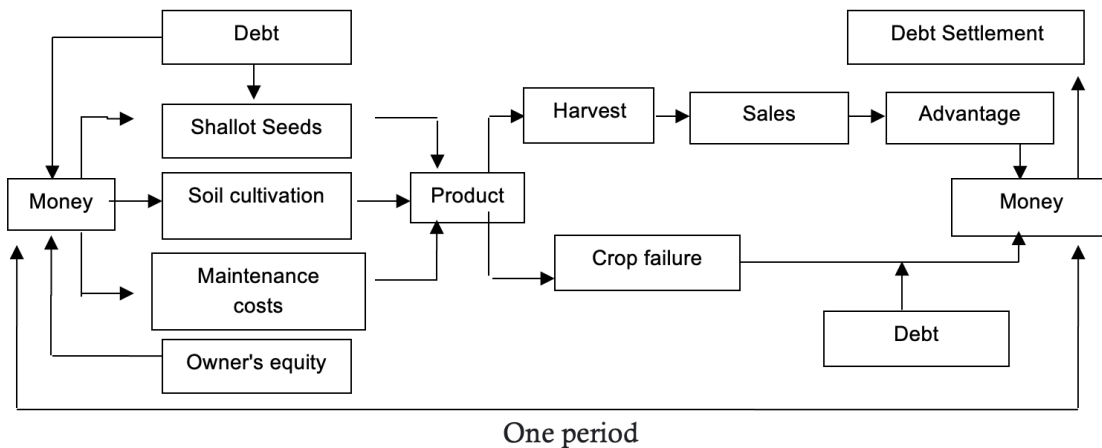 Debt
Debt Settlement
Shallot Seeds
Harvest
Sales
Advantage
Money
Soil cultivation
Product
Money
Maintenance
costs
Crop failure
Owner's equity
Debt
One period